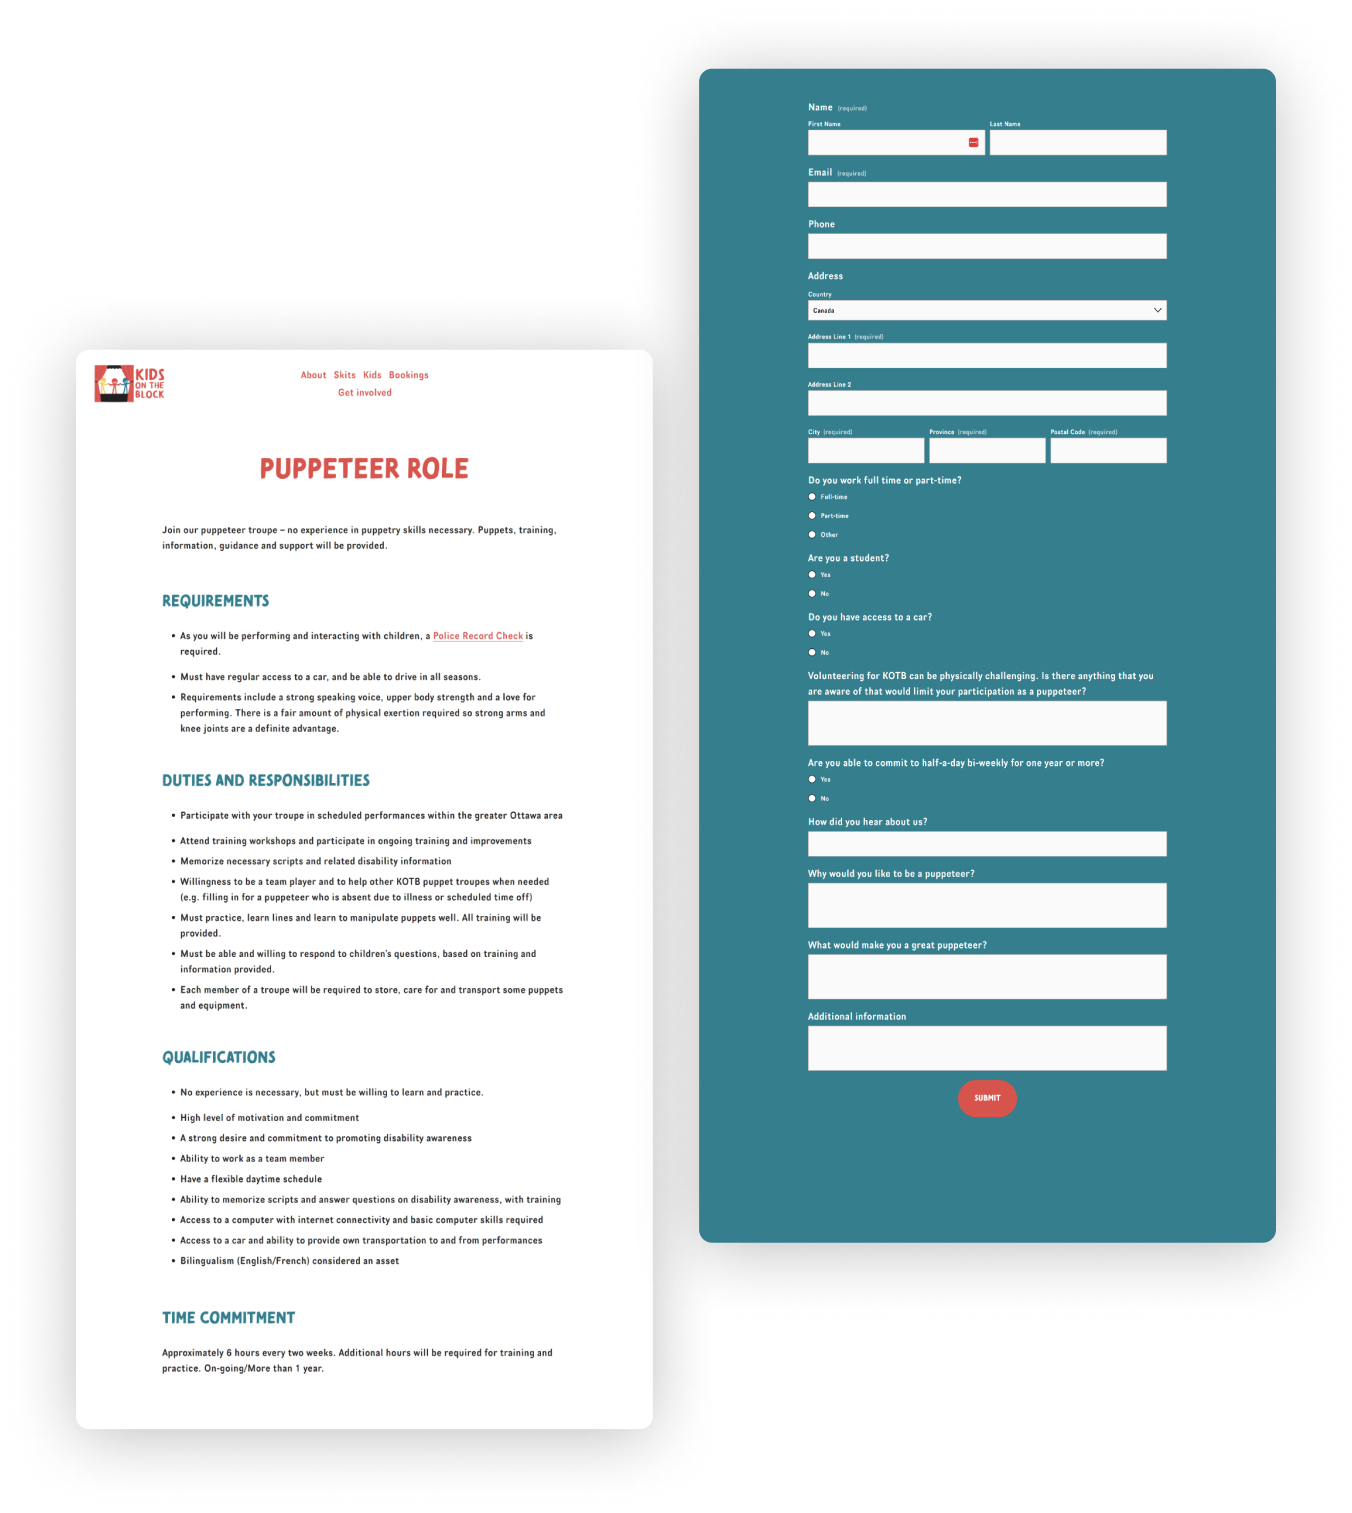 KIDS
ON THE
BLOCK
About Skits Kids Bookings
Get involved
PUPPETEER ROLE
Join our puppeteer troupe – no experience in puppetry skills necessary. Puppets, training,
information, guidance and support will be provided.
REQUIREMENTS
• As you will be performing and interacting with children, a Police Record Check is
required.
• Must have regular access to a car, and be able to drive in all seasons.
• Requirements include a strong speaking voice, upper body strength and a love for
performing. There is a fair amount of physical exertion required so strong arms and
knee joints are a definite advantage.
DUTIES AND RESPONSIBILITIES
• Participate with your troupe in scheduled performances within the greater Ottawa area
• Attend training workshops and participate in ongoing training and improvements
• Memorize necessary scripts and related disability information
• Willingness to be a team player and to help other KOTB puppet troupes when needed
(e.g. filling in for a puppeteer who is absent due to illness or scheduled time off)
• Must practice, learn lines and learn to manipulate puppets well. All training will be
provided.
• Must be able and willing to respond to children's questions, based on training and
information provided.
• Each member of a troupe will be required to store, care for and transport some puppets
and equipment.
QUALIFICATIONS
• No experience is necessary, but must be willing to learn and practice.
• High level of motivation and commitment
• A strong desire and commitment to promoting disability awareness
• Ability to work as a team member
• Have a flexible daytime schedule
• Ability to memorize scripts and answer questions on disability awareness, with training
• Access to a computer with internet connectivity and basic computer skills required
• Access to a car and ability to provide own transportation to and from performances
• Bilingualism (English/French) considered an asset
TIME COMMITMENT
Approximately 6 hours every two weeks. Additional hours will be required for training and
practice. On-going/More than 1 year.
Name (required)
First Name Last Name
Email (required)
Phone
Address
Country
Canada
Address Line 1 (required)
Address Line 2
City (required) Province (required) Postal Code (required)
Do you work full time or part-time?
Full-time
Part-time
Other
Are you a student?
Yes
No
Do you have access to a car?
Yes
No
Volunteering for KOTB can be physically challenging. Is there anything that you
are aware of that would limit your participation as a puppeteer?
Are you able to commit to half-a-day bi-weekly for one year or more?
Yes
No
How did you hear about us?
Why would you like to be a puppeteer?
What would make you a great puppeteer?
Additional information
SUBMIT